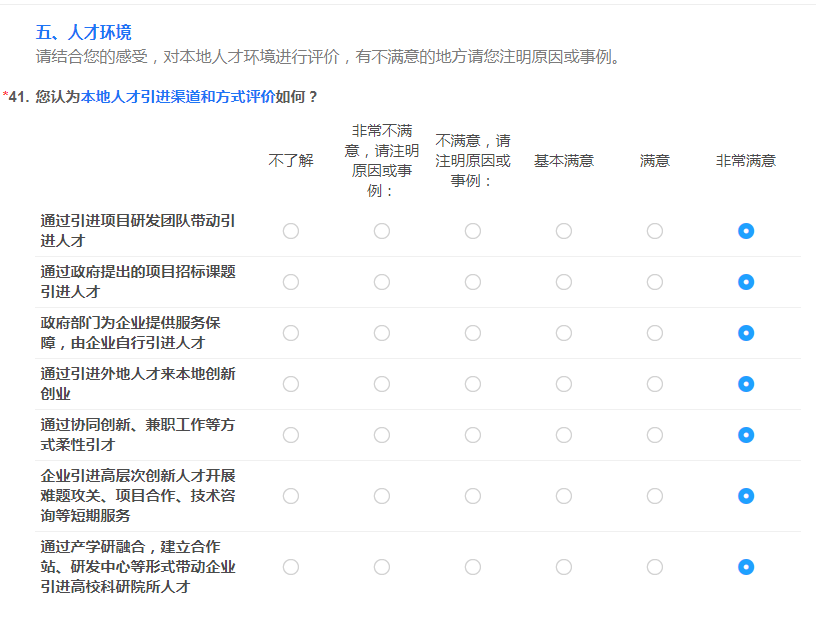 五、人才环境
请结合您的感受，对本地人才环境进行评价，有不满意的地方请您注明原因或事例。
*41. 您认为本地人才引进渠道和方式评价如何？
不了解
非常不满
意，请注明
原因或事
例：
不满意，请
注明原因或
事例：
基本满意
满意
非常满意
通过引进项目研发团队带动引
进人才
通过政府提出的项目招标课题
引进人才
政府部门为企业提供服务保
障，由企业自行引进人才
通过引进外地人才来本地创新
创业
通过协同创新、兼职工作等方
式柔性引才
企业引进高层次创新人才开展
难题攻关、项目合作、技术咨
询等短期服务
通过产学研融合，建立合作
站、研发中心等形式带动企业
引进高校科研院所人才